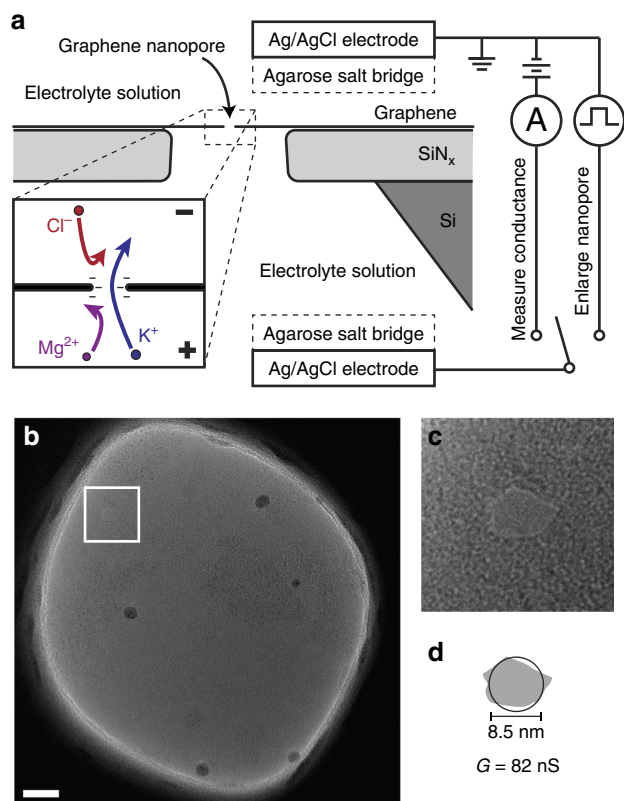 a
Graphene nanopore
Ag/AgCl electrode
Agarose salt bridge
Electrolyte solution
Graphene
SiNₓ
Si
A
Measure conductance
Enlarge nanopore
Cl⁻
−
Mg²⁺
K⁺
+
Electrolyte solution
Agarose salt bridge
Ag/AgCl electrode
b
c
d
8.5 nm
G = 82 nS